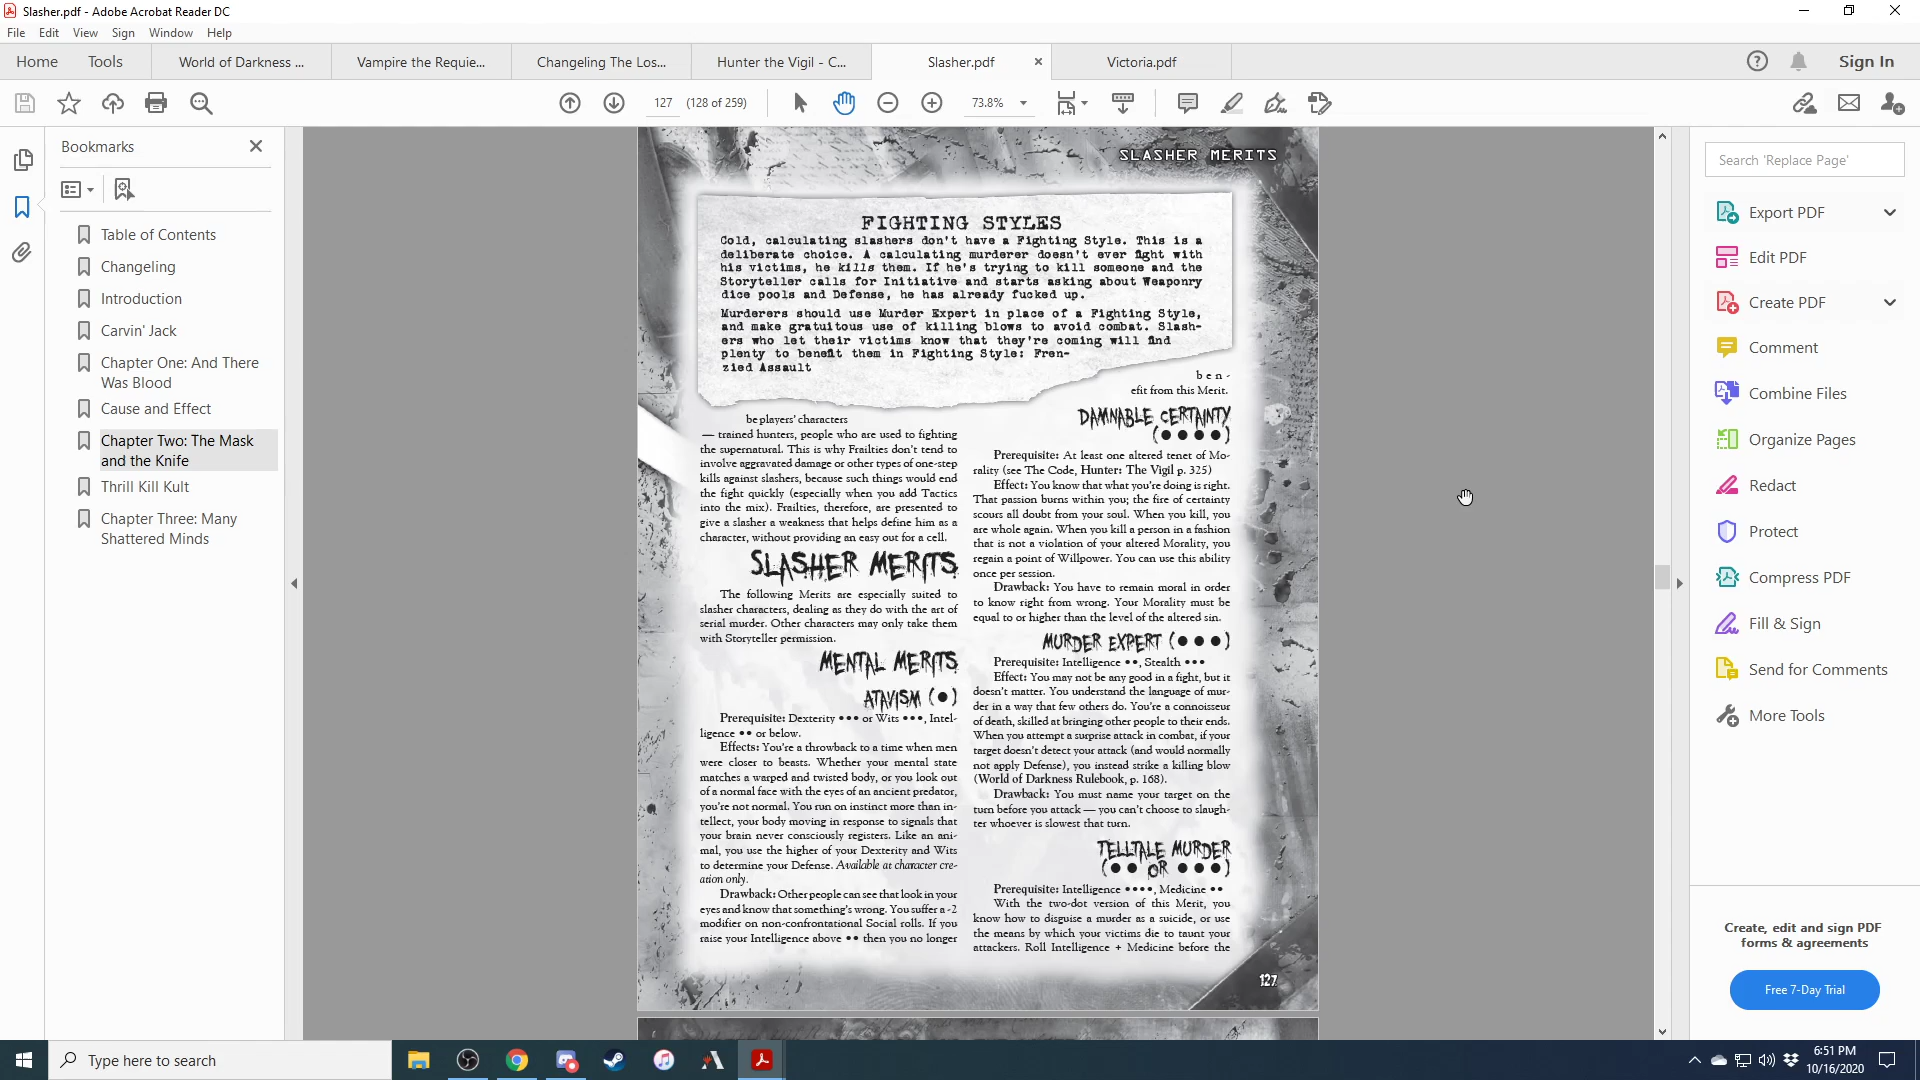 Slasher.pdf - Adobe Acrobat Reader DC
File Edit View Sign Window Help
Home Tools World of Darkness ... Vampire the Requie... Changeling The Los... Hunter the Vigil - C... Slasher.pdf Victoria.pdf Sign In
127 (128 of 259) 73.8%
Bookmarks
Table of Contents
Changeling
Introduction
Carvin' Jack
Chapter One: And There
Was Blood
Cause and Effect
Chapter Two: The Mask
and the Knife
Thrill Kill Kult
Chapter Three: Many
Shattered Minds
SLASHER MERITS
FIGHTING STYLES
Cold, calculating slashers don't have a Fighting Style. This is a
deliberate choice. A calculating murderer doesn't ever fight with
his victims, he kills them. If he's trying to kill someone and the
Storyteller calls for Initiative and starts asking about Weaponry
dice pools and Defense, he has already fucked up.
Murderers should use Murder Expert in place of a Fighting Style,
and make gratuitous use of killing blows to avoid combat. Slash-
ers who let their victims know that they're coming will find
plenty to benefit them in Fighting Style: Fren-
zied Assault
be players' characters
— trained hunters, people who are used to fighting
the supernatural. This is why Frailties don't tend to
involve aggravated damage or other types of one-step
kills against slashers, because such things would end
the fight quickly (especially when you add Tactics
into the mix). Frailties, therefore, are presented to
give a slasher a weakness that helps define him as a
character, without providing an easy out for a cell.
SLASHER MERITS
The following Merits are especially suited to
slasher characters, dealing as they do with the art of
serial murder. Other characters may only take them
with Storyteller permission.
MENTAL MERITS
ATAVISM (•)
Prerequisite: Dexterity ••• or Wits •••, Intel-
ligence •• or below.
Effects: You're a throwback to a time when men
were closer to beasts. Whether your mental state
matches a warped and twisted body, or you look out
of a normal face with the eyes of an ancient predator,
you're not normal. You run on instinct more than in-
tellect, your body moving in response to signals that
your brain never consciously registers. Like an ani-
mal, you use the higher of your Dexterity and Wits
to determine your Defense. Available at character cre-
ation only.
Drawback: Other people can see that look in your
eyes and know that something's wrong. You suffer a -2
modifier on non-confrontational Social rolls. If you
raise your Intelligence above •• then you no longer
ben-
efit from this Merit.
DAMNABLE CERTAINTY
(••••)
Prerequisite: At least one altered tenet of Mo-
rality (see The Code, Hunter: The Vigil p. 325)
Effect: You know that what you're doing is right.
That passion burns within you; the fire of certainty
scours all doubt from your soul. When you kill, you
are whole again. When you kill a person in a fashion
that is not a violation of your altered Morality, you
regain a point of Willpower. You can use this ability
once per session.
Drawback: You have to remain moral in order
to know right from wrong. Your Morality must be
equal to or higher than the level of the altered sin.
MURDER EXPERT (•••)
Prerequisite: Intelligence ••, Stealth •••
Effect: You may not be any good in a fight, but it
doesn't matter. You understand the language of mur-
der in a way that few others do. You're a connoisseur
of death, skilled at bringing other people to their ends.
When you attempt a surprise attack in combat, if your
target doesn't detect your attack (and would normally
not apply Defense), you instead strike a killing blow
(World of Darkness Rulebook, p. 168).
Drawback: You must name your target on the
turn before you attack — you can't choose to slaugh-
ter whoever is slowest that turn.
TELLTALE MURDER
(•• OR •••)
Prerequisite: Intelligence ••••, Medicine ••
With the two-dot version of this Merit, you
know how to disguise a murder as a suicide, or use
the means by which your victims die to taunt your
attackers. Roll Intelligence + Medicine before the
127
Search 'Replace Page'
Export PDF
Edit PDF
Create PDF
Comment
Combine Files
Organize Pages
Redact
Protect
Compress PDF
Fill & Sign
Send for Comments
More Tools
Create, edit and sign PDF
forms & agreements
Free 7-Day Trial
Type here to search
6:51 PM
10/16/2020